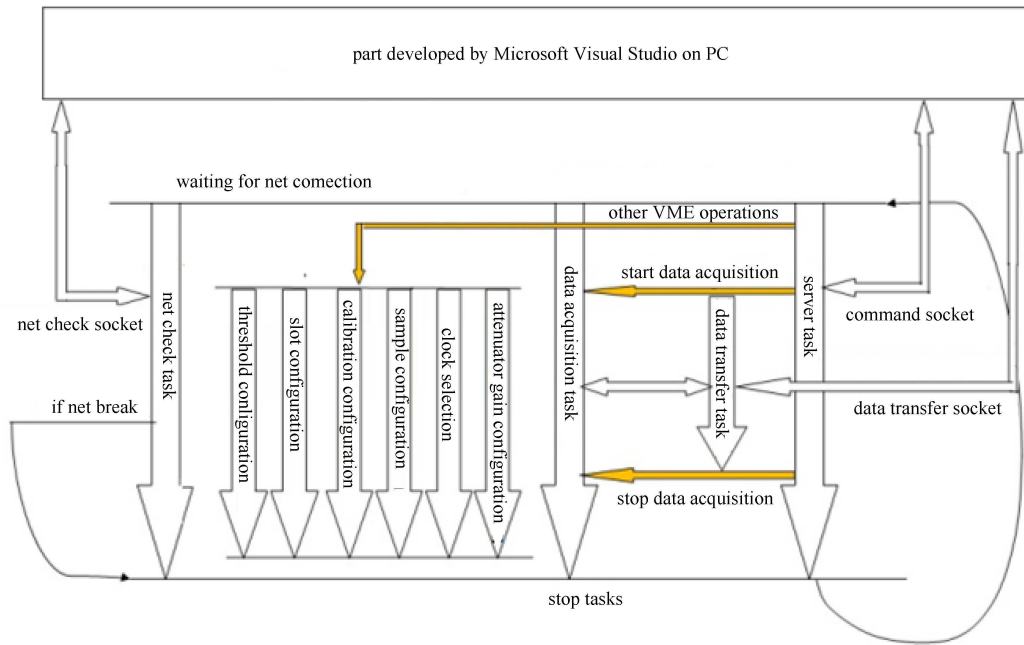 part developed by Microsoft Visual Studio on PC
waiting for net comection
other VME operations
start data acquisition
net check socket
command socket
net check task
threshold conliguration
slot configuration
calibration configuration
sample configuration
clock selection
attenuator gain configuration
data acquisition task
data transfer task
server task
if net break
data transfer socket
stop data acquisition
stop tasks